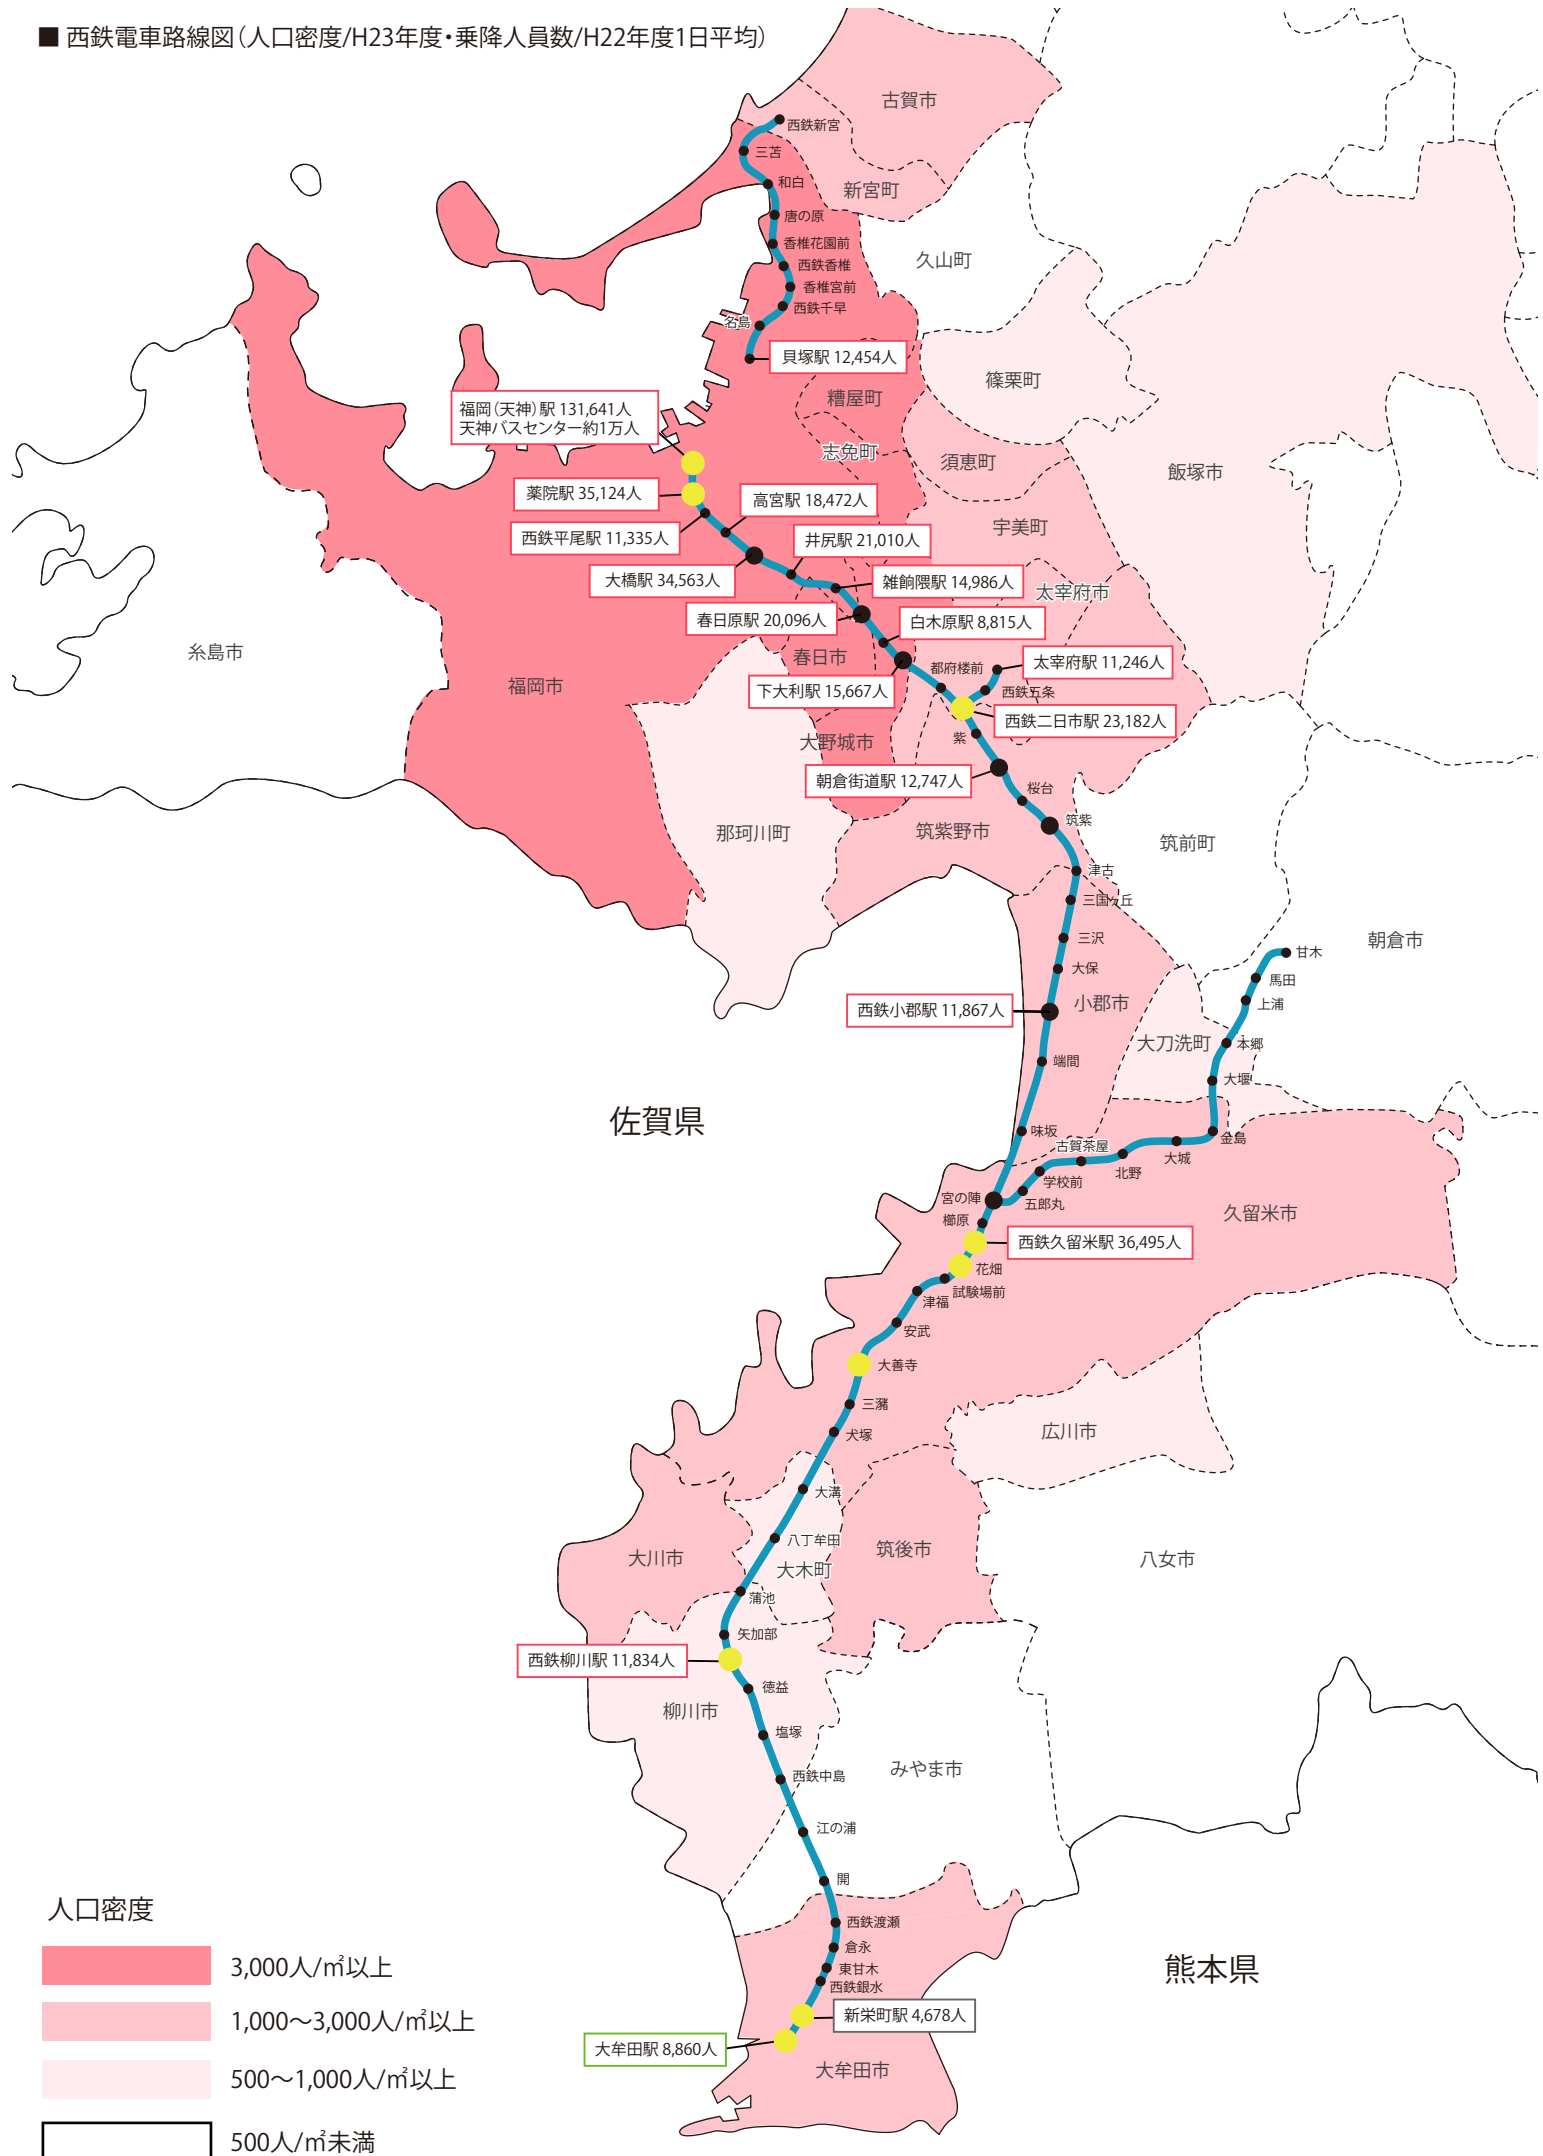 ■ 西鉄電車路線図（人口密度/H23年度・乗降人員数/H22年度1日平均）
古賀市
西鉄新宮
三苫
和白
新宮町
唐の原
香椎花園前
久山町
西鉄香椎
香椎宮前
西鉄千早
名島
貝塚駅 12,454人
篠栗町
糟屋町
福岡（天神）駅 131,641人
天神バスセンター約1万人
志免町
須恵町
飯塚市
薬院駅 35,124人
高宮駅 18,472人
宇美町
西鉄平尾駅 11,335人
井尻駅 21,010人
大橋駅 34,563人
雑餉隈駅 14,986人
太宰府市
春日原駅 20,096人
白木原駅 8,815人
糸島市
春日市
都府楼前
太宰府駅 11,246人
福岡市
下大利駅 15,667人
西鉄五条
西鉄二日市駅 23,182人
大野城市
紫
朝倉街道駅 12,747人
桜台
那珂川町
筑紫野市
筑紫
筑前町
津古
三国ヶ丘
三沢
朝倉市
甘木
大保
馬田
西鉄小郡駅 11,867人
小郡市
上浦
大刀洗町
本郷
端間
大堰
佐賀県
味坂
古賀茶屋
金島
大城
北野
学校前
宮の陣
五郎丸
久留米市
櫛原
西鉄久留米駅 36,495人
花畑
試験場前
津福
安武
大善寺
三潴
広川市
犬塚
大溝
八丁牟田
筑後市
大川市
大木町
八女市
蒲池
矢加部
西鉄柳川駅 11,834人
徳益
柳川市
塩塚
みやま市
西鉄中島
江の浦
開
人口密度
西鉄渡瀬
倉永
3,000人/㎡以上
東甘木
熊本県
西鉄銀水
1,000〜3,000人/㎡以上
新栄町駅 4,678人
大牟田駅 8,860人
大牟田市
500〜1,000人/㎡以上
500人/㎡未満